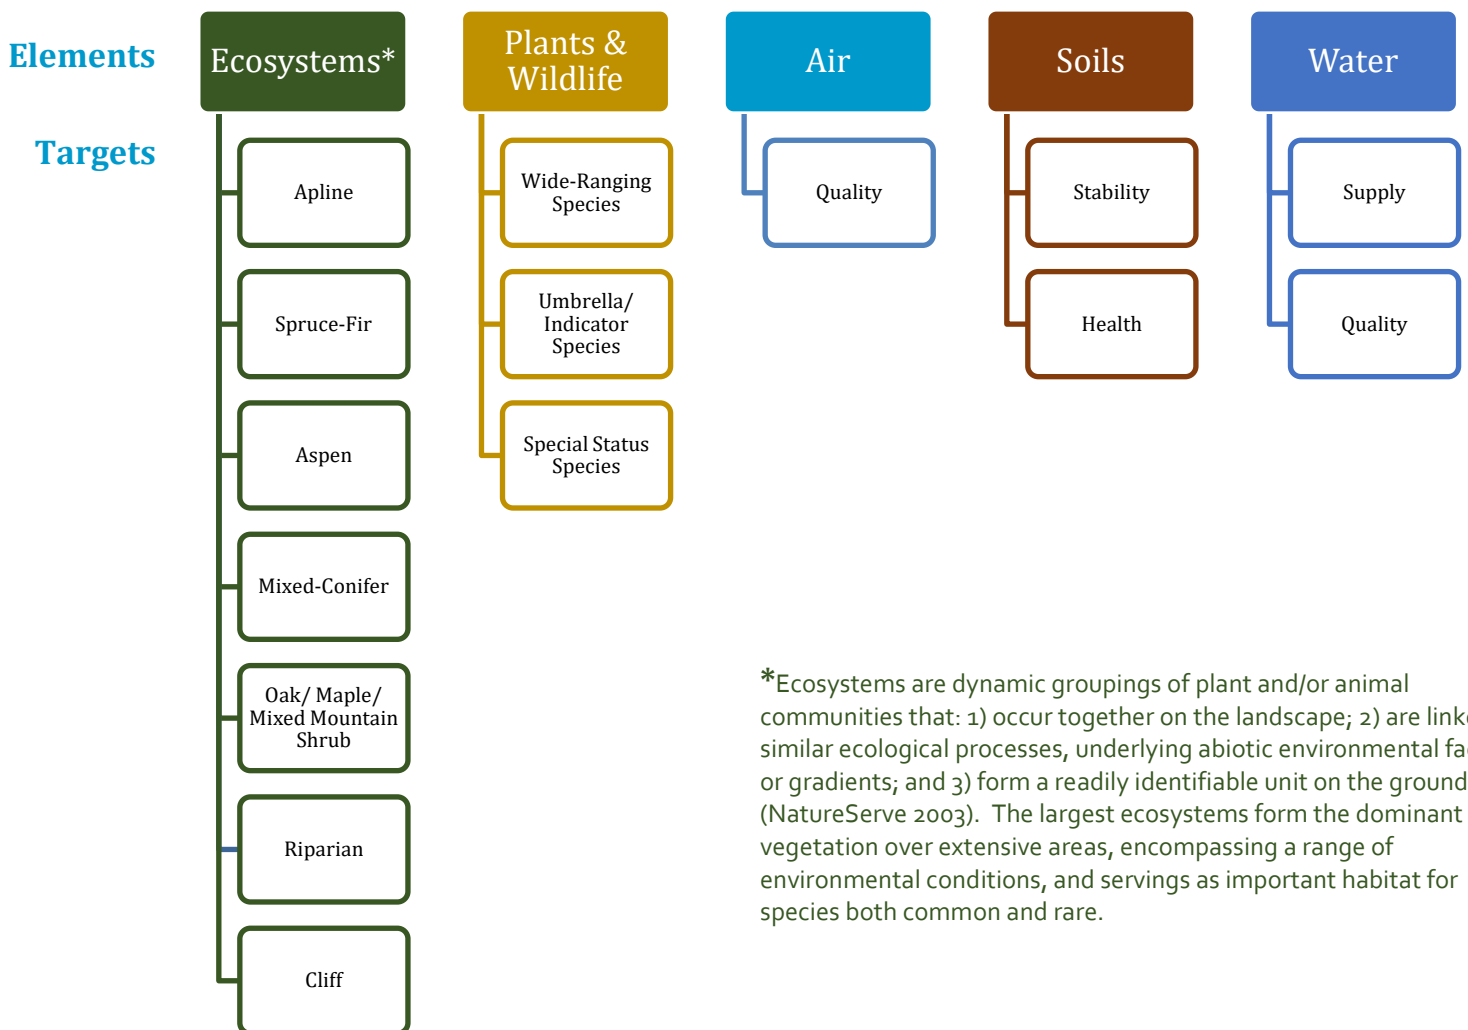 Elements
Ecosystems*
Plants &
Wildlife
Air
Soils
Water
Targets
Apline
Spruce-Fir
Aspen
Mixed-Conifer
Oak/ Maple/
Mixed Mountain
Shrub
Riparian
Cliff
Wide-Ranging
Species
Umbrella/
Indicator
Species
Special Status
Species
Quality
Stability
Health
Supply
Quality
*Ecosystems are dynamic groupings of plant and/or animal
communities that: 1) occur together on the landscape; 2) are
similar ecological processes, underlying abiotic environmental
or gradients; and 3) form a readily identifiable unit on the ground
(NatureServe 2003). The largest ecosystems form the dominant
vegetation over extensive areas, encompassing a range of
environmental conditions, and servings as important habitat for
species both common and rare.